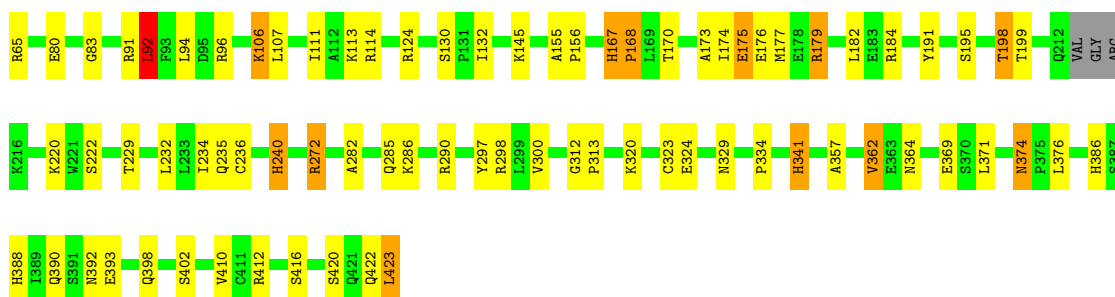 R65 E80 G83 R91 L92 F93 L94 D95 R96 K106 L107 I111 A112 K113 R114 R124 S130 P131 I132 K145 A155 P156 H167 P168 L169 T170 A173 I174 E175 E176 M177 E178 R179 L182 E183 R184 Y191 S195 T198 T199 Q212 VAL GLY ARG
K216 K220 W221 S222 T229 L232 L233 I234 Q235 C236 H240 R272 A282 Q285 K286 R290 Y297 R298 L299 V300 G312 P313 K320 C323 E324 N329 P334 H341 A357 V362 E363 N364 E369 S370 L371 N374 P375 L376 H386 S387
H388 I389 Q390 S391 N392 E393 Q398 S402 V410 C411 R412 S416 S420 Q421 Q422 L423